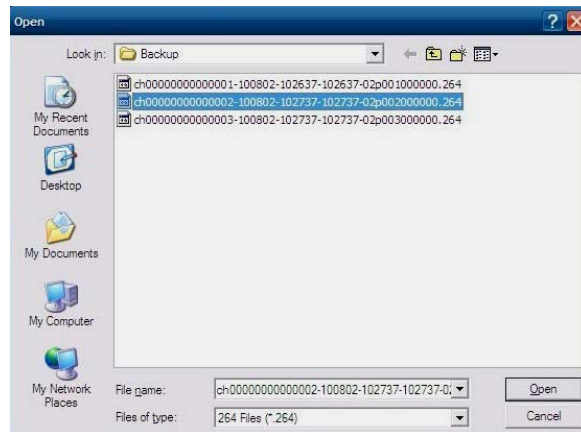 Open
Look in:
Backup
ch00000000000001-100802-102637-102637-02p001000000.264
ch00000000000002-100802-102737-102737-02p002000000.264
ch00000000000003-100802-102737-102737-02p003000000.264
My Recent
Documents
Desktop
My Documents
My Computer
My Network
Places
File name:
ch00000000000002-100802-102737-102737-02
Open
Files of type:
264 Files (*.264)
Cancel